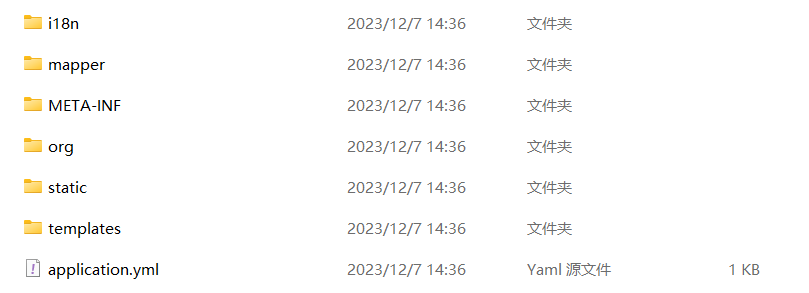 i18n 2023/12/7 14:36 文件夹
mapper 2023/12/7 14:36 文件夹
META-INF 2023/12/7 14:36 文件夹
org 2023/12/7 14:36 文件夹
static 2023/12/7 14:36 文件夹
templates 2023/12/7 14:36 文件夹
application.yml 2023/12/7 14:36 Yaml 源文件 1 KB